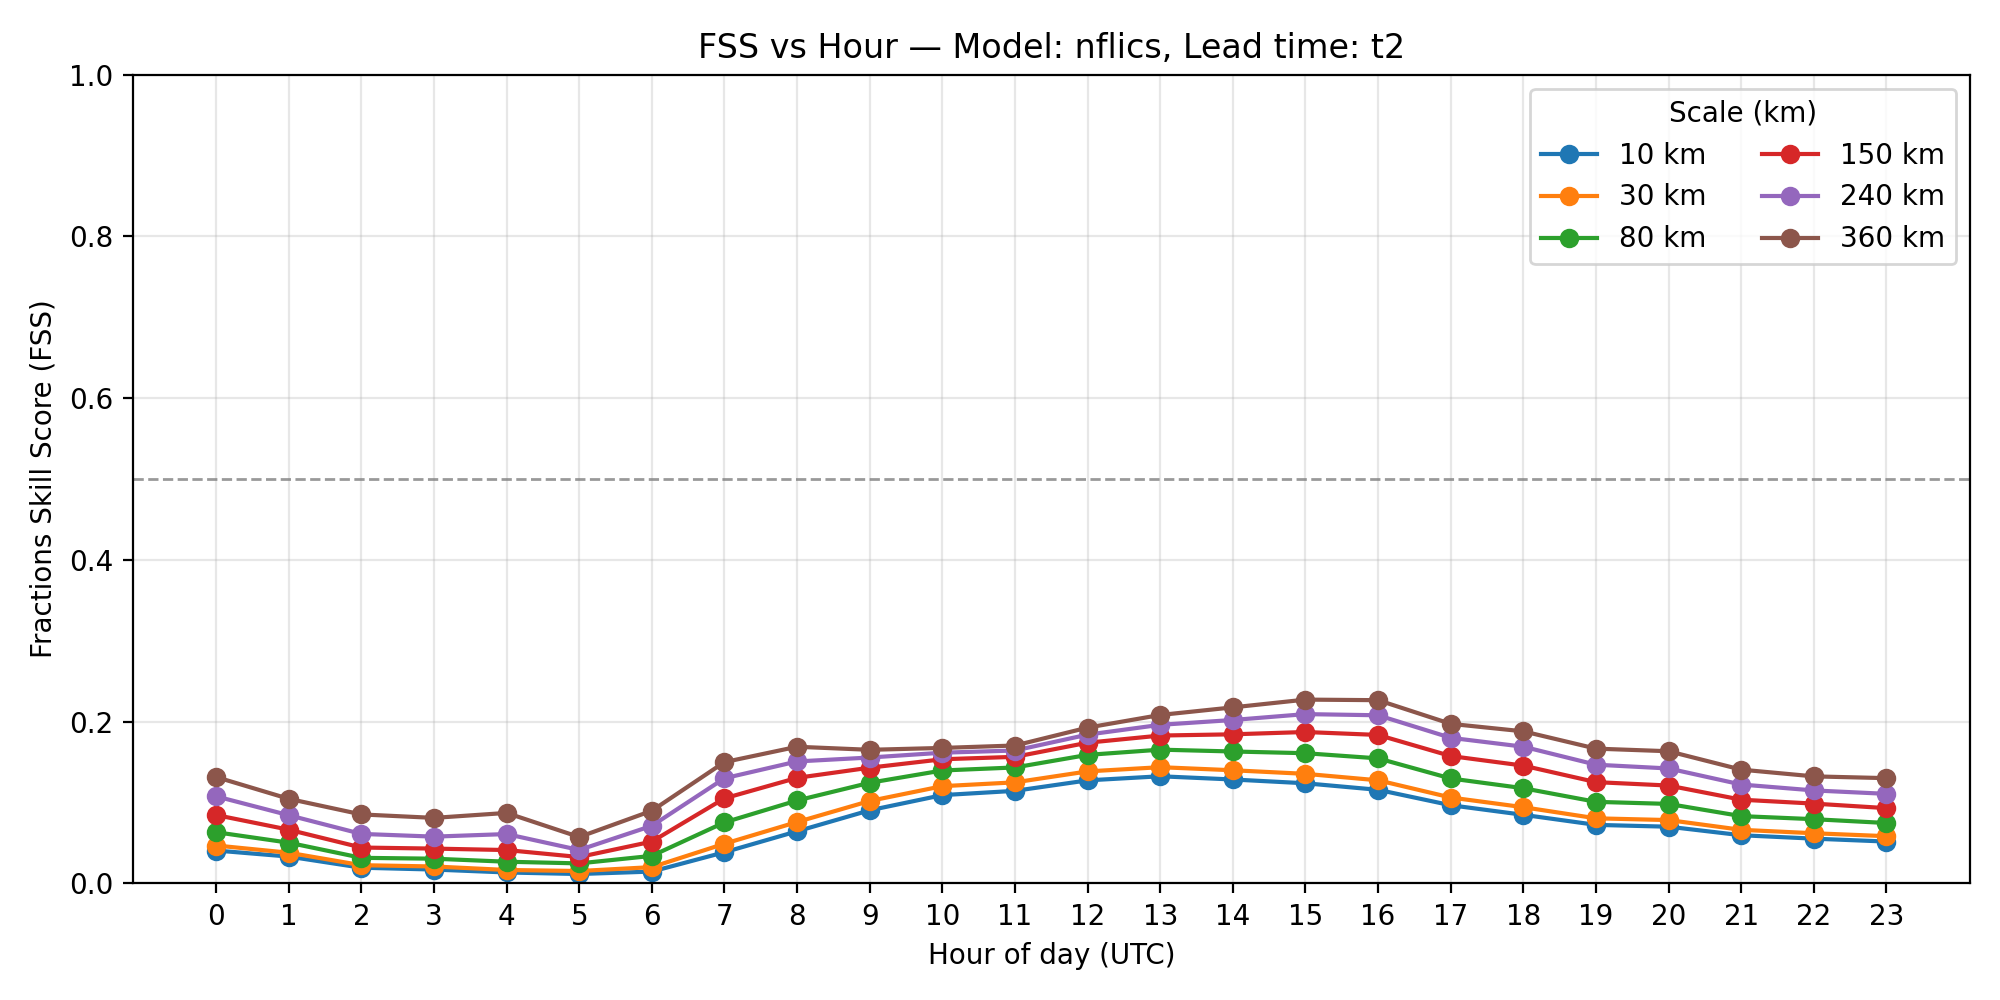 FSS vs Hour — Model: nflics, Lead time: t2
Fractions Skill Score (FSS)
1.0
0.8
0.6
0.4
0.2
0.0
Scale (km)
10 km
30 km
80 km
150 km
240 km
360 km
0 1 2 3 4 5 6 7 8 9 10 11 12 13 14 15 16 17 18 19 20 21 22 23
Hour of day (UTC)